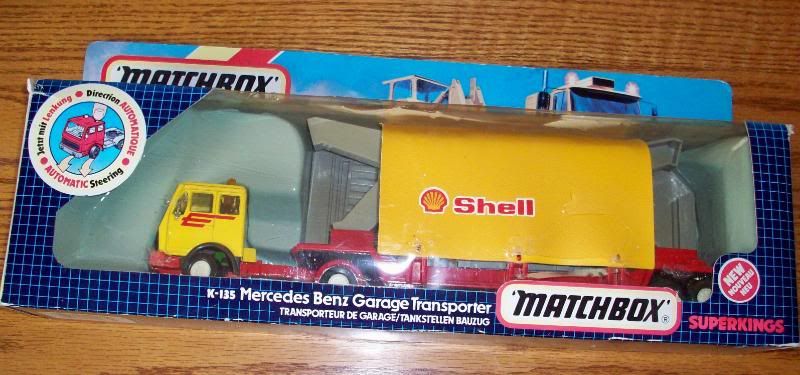 'MATCHBOX'
Jetzt mit Lenkung • Direction AUTOMATIQUE • AUTOMATIC Steering
E
Shell
K-135 Mercedes Benz Garage Transporter
TRANSPORTEUR DE GARAGE/TANKSTELLEN BAUZUG
'MATCHBOX'®
NEW
NOUVEAU
NEU
SUPERKINGS